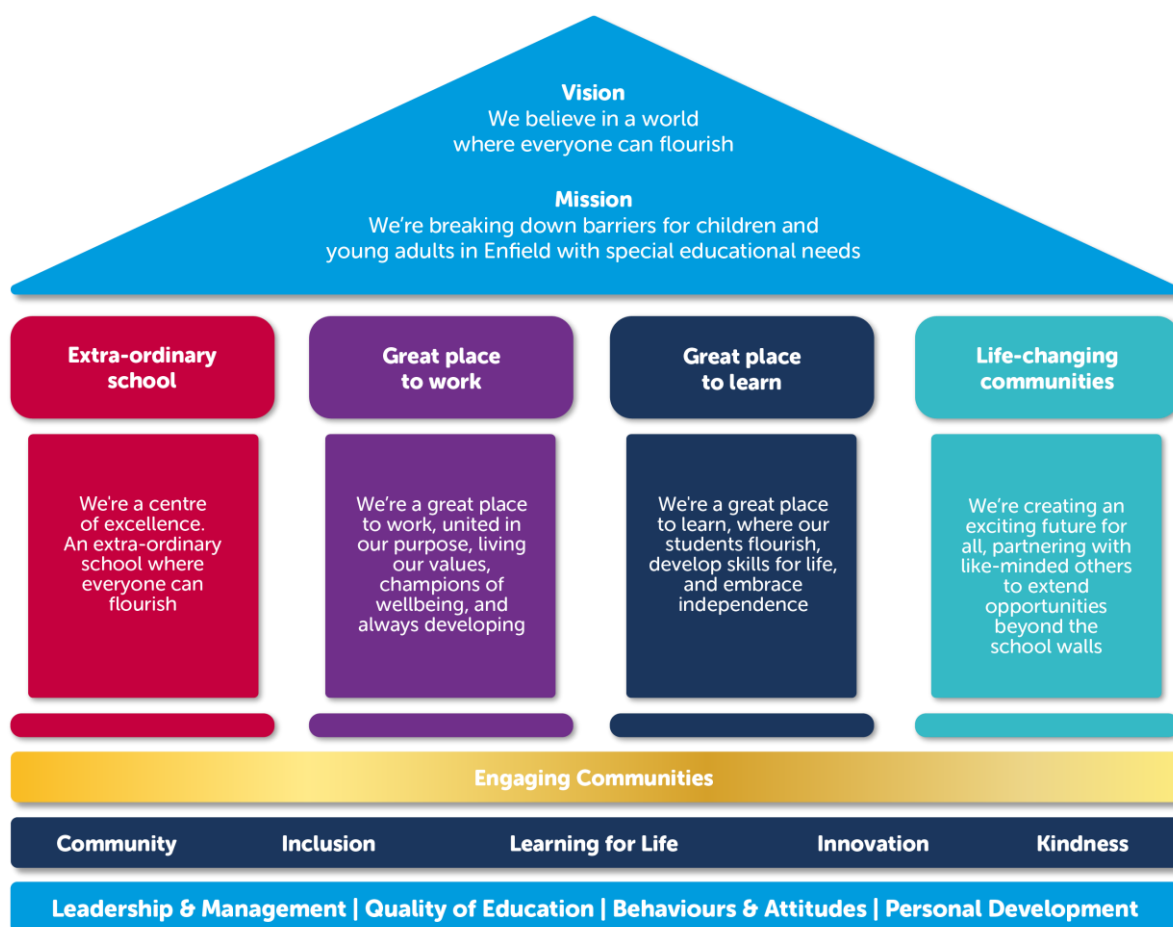 Vision
We believe in a world
where everyone can flourish
Mission
We're breaking down barriers for children and
young adults in Enfield with special educational needs
Extra-ordinary
school
Great place
to work
Great place
to learn
Life-changing
communities
We're a centre
of excellence.
An extra-ordinary
school where
everyone can
flourish
We're a great place
to work, united in
our purpose, living
our values,
champions of
wellbeing, and
always developing
We're a great place
to learn, where our
students flourish,
develop skills for life,
and embrace
independence
We're creating an
exciting future for
all, partnering with
like-minded others
to extend
opportunities
beyond the
school walls
Engaging Communities
Community Inclusion Learning for Life Innovation Kindness
Leadership & Management | Quality of Education | Behaviours & Attitudes | Personal Development